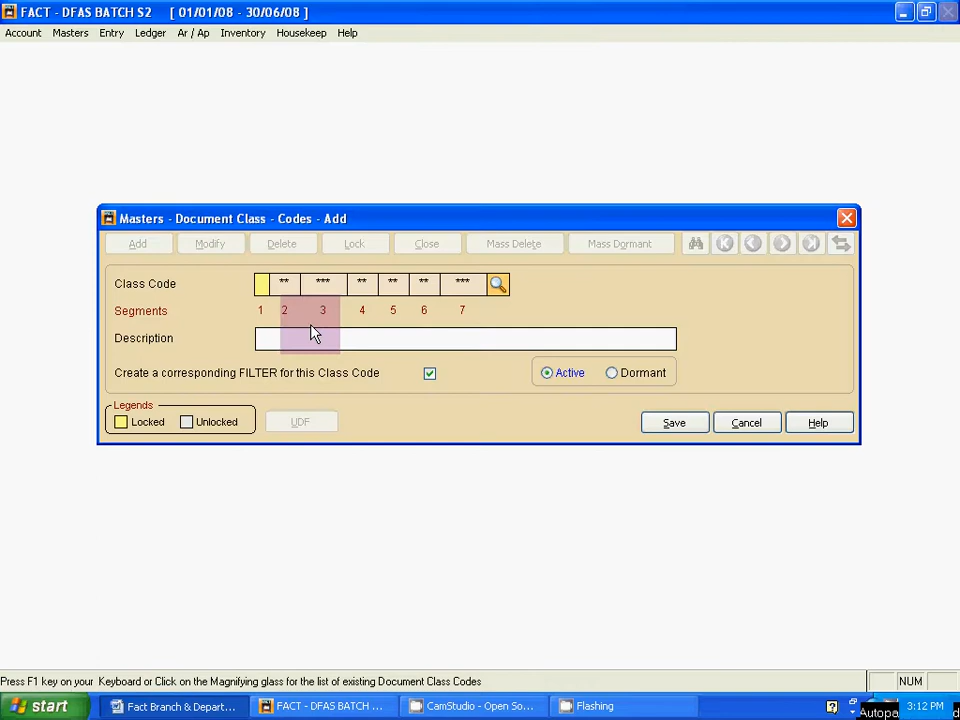 FACT - DFAS BATCH S2 [ 01/01/08 - 30/06/08 ]
Account Masters Entry Ledger Ar / Ap Inventory Housekeep Help
Masters - Document Class - Codes - Add
Add Modify Delete Lock Close Mass Delete Mass Dormant
Class Code ** *** ** ** ** ***
Segments 1 2 3 4 5 6 7
Description
Create a corresponding FILTER for this Class Code Active Dormant
Legends
Locked Unlocked UDF Save Cancel Help
Press F1 key on your Keyboard or Click on the Magnifying glass for the list of existing Document Class Codes NUM
start Fact Branch & Depart... FACT - DFAS BATCH ... CamStudio - Open So... Flashing 3:12 PM